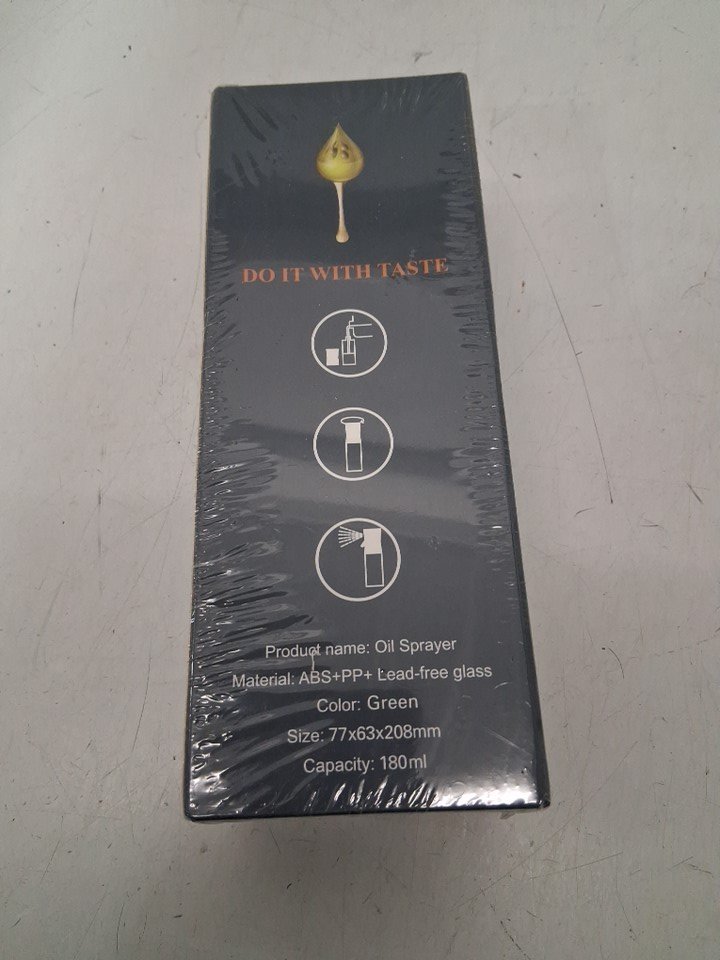 DO IT WITH TASTE
Product name: Oil Sprayer
Material: ABS+PP+ Lead-free glass
Color: Green
Size: 77x63x208mm
Capacity: 180ml